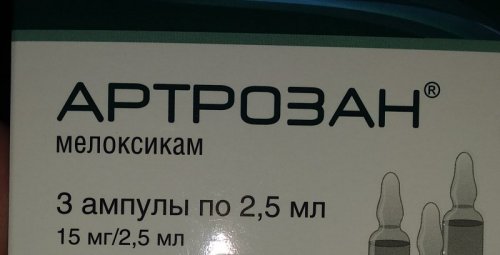 АРТРОЗАН®
мелоксикам
3 ампулы по 2,5 мл
15 мг/2,5 мл